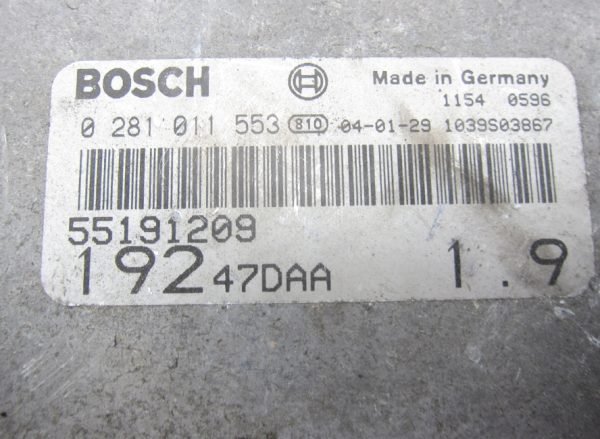 BOSCH Made in Germany
1154 0596
0 281 011 553 810 04-01-29 1039S03867
55191209
192 47DAA 1.9